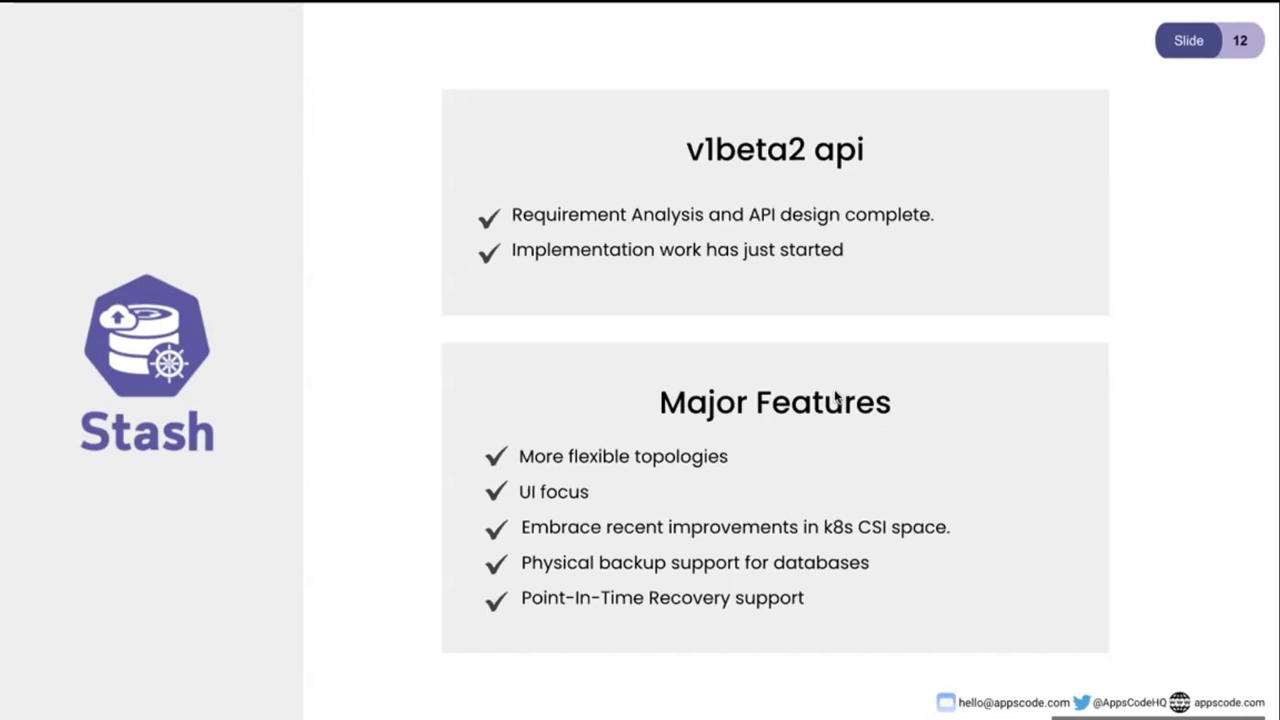 Slide 12
v1beta2 api
Requirement Analysis and API design complete.
Implementation work has just started
Stash
Major Features
More flexible topologies
UI focus
Embrace recent improvements in k8s CSI space.
Physical backup support for databases
Point-In-Time Recovery support
hello@appscode.com @AppsCodeHQ appscode.com